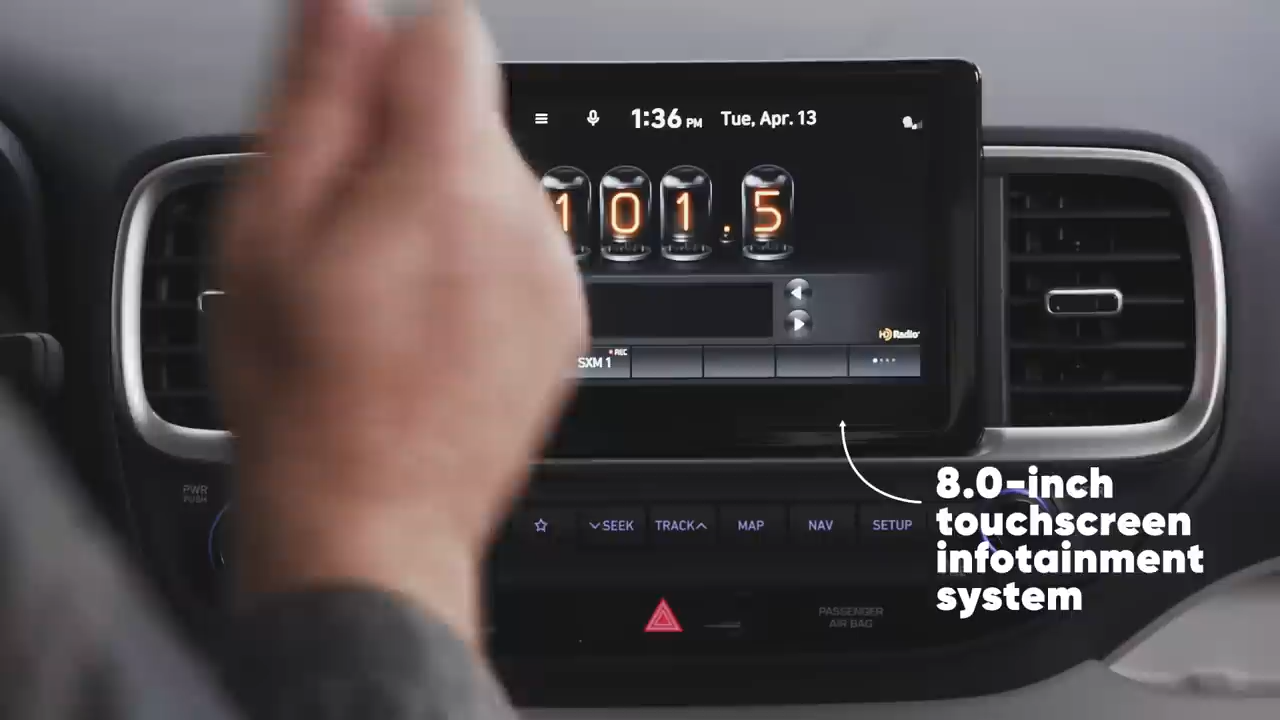 1:36 PM Tue, Apr. 13
101.5
HD Radio
SXM 1 REC
PWR
PUSH
SEEK TRACK MAP NAV SETUP
PASSENGER
AIR BAG
8.0-inch
touchscreen
infotainment
system